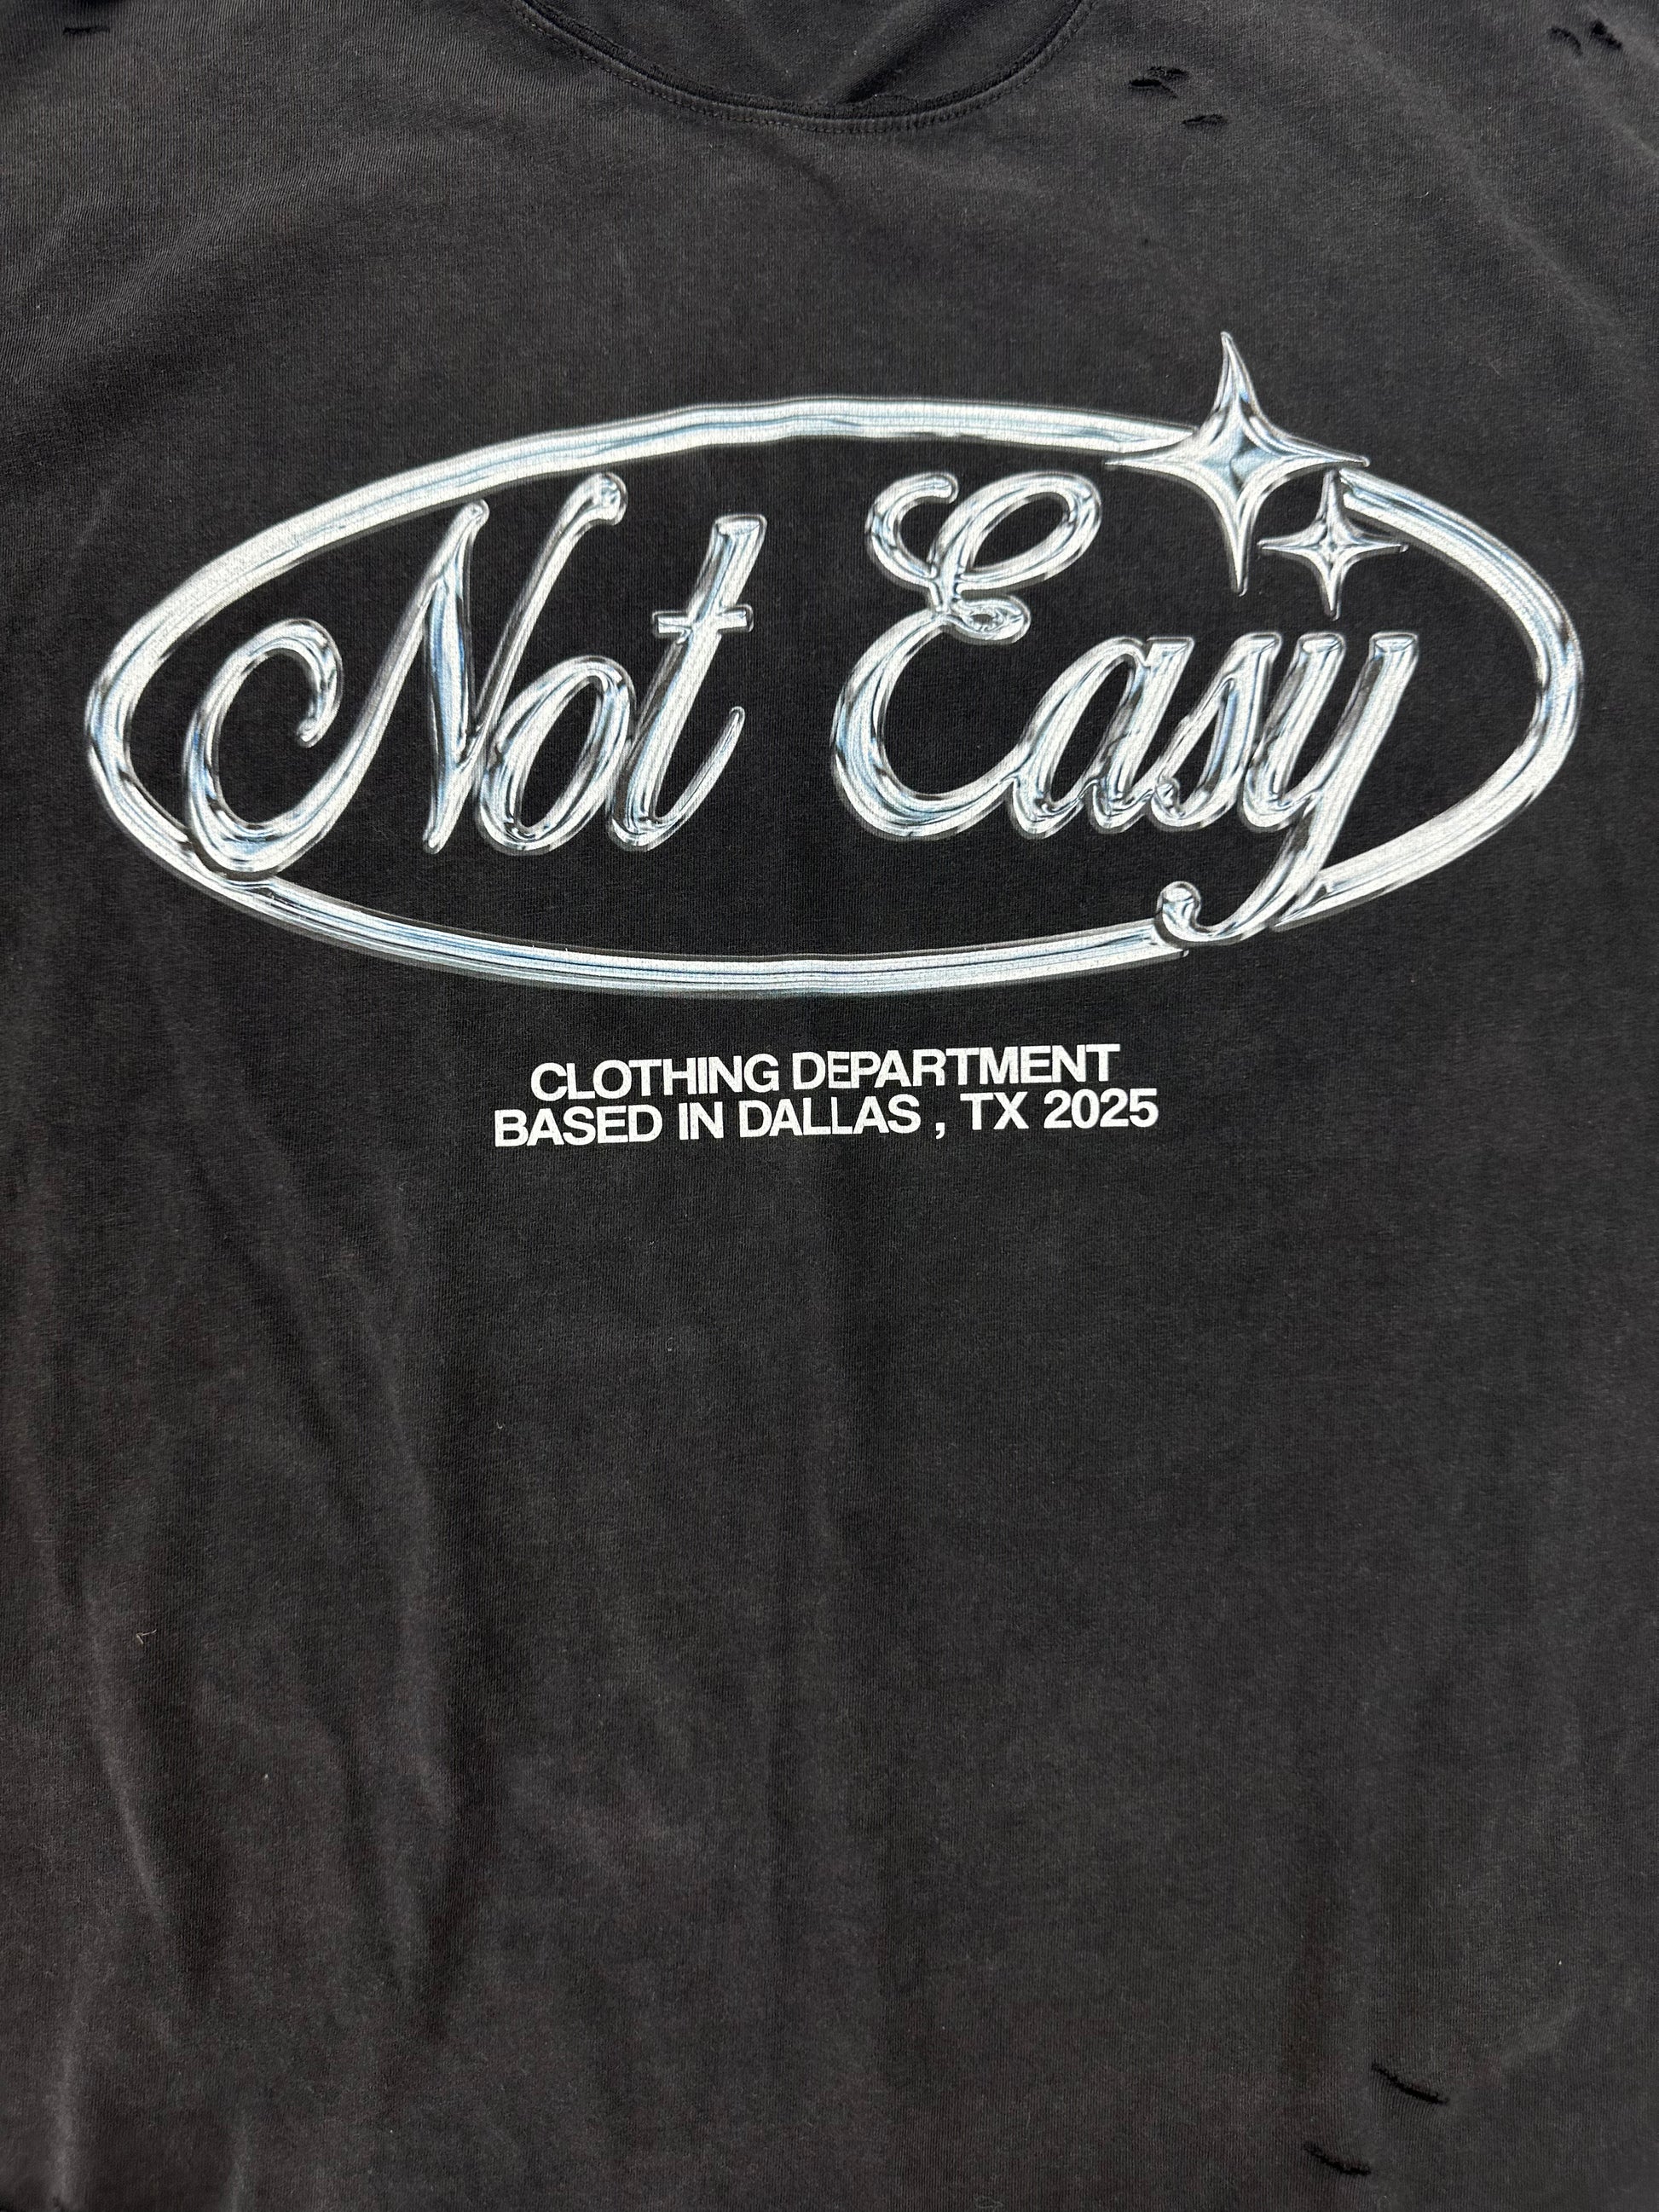 Not Easy
CLOTHING DEPARTMENT
BASED IN DALLAS , TX 2025